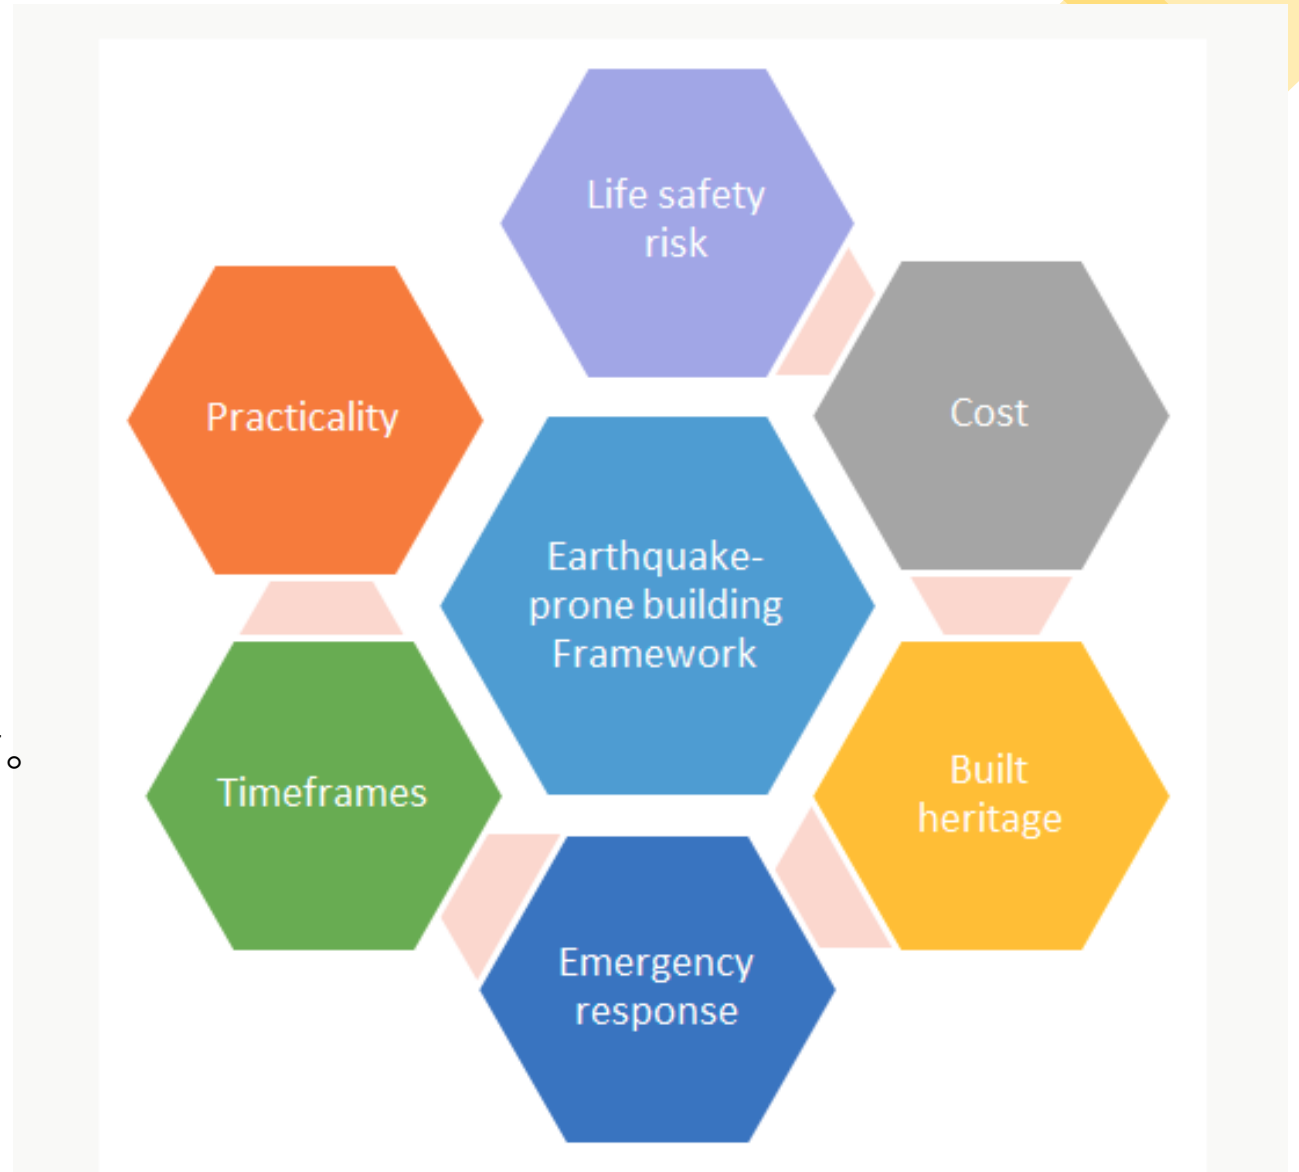 Life safety
risk
Practicality
Cost
Earthquake-
prone building
Framework
Timeframes
Built
heritage
Emergency
response
。